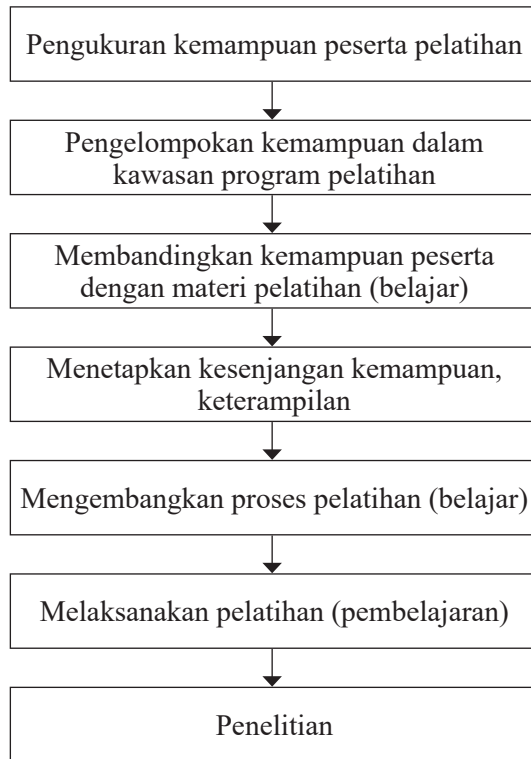 Pengukuran kemampuan peserta pelatihan
Pengelompokan kemampuan dalam
kawasan program pelatihan
Membandingkan kemampuan peserta
dengan materi pelatihan (belajar)
Menetapkan kesenjangan kemampuan,
keterampilan
Mengembangkan proses pelatihan (belajar)
Melaksanakan pelatihan (pembelajaran)
Penelitian